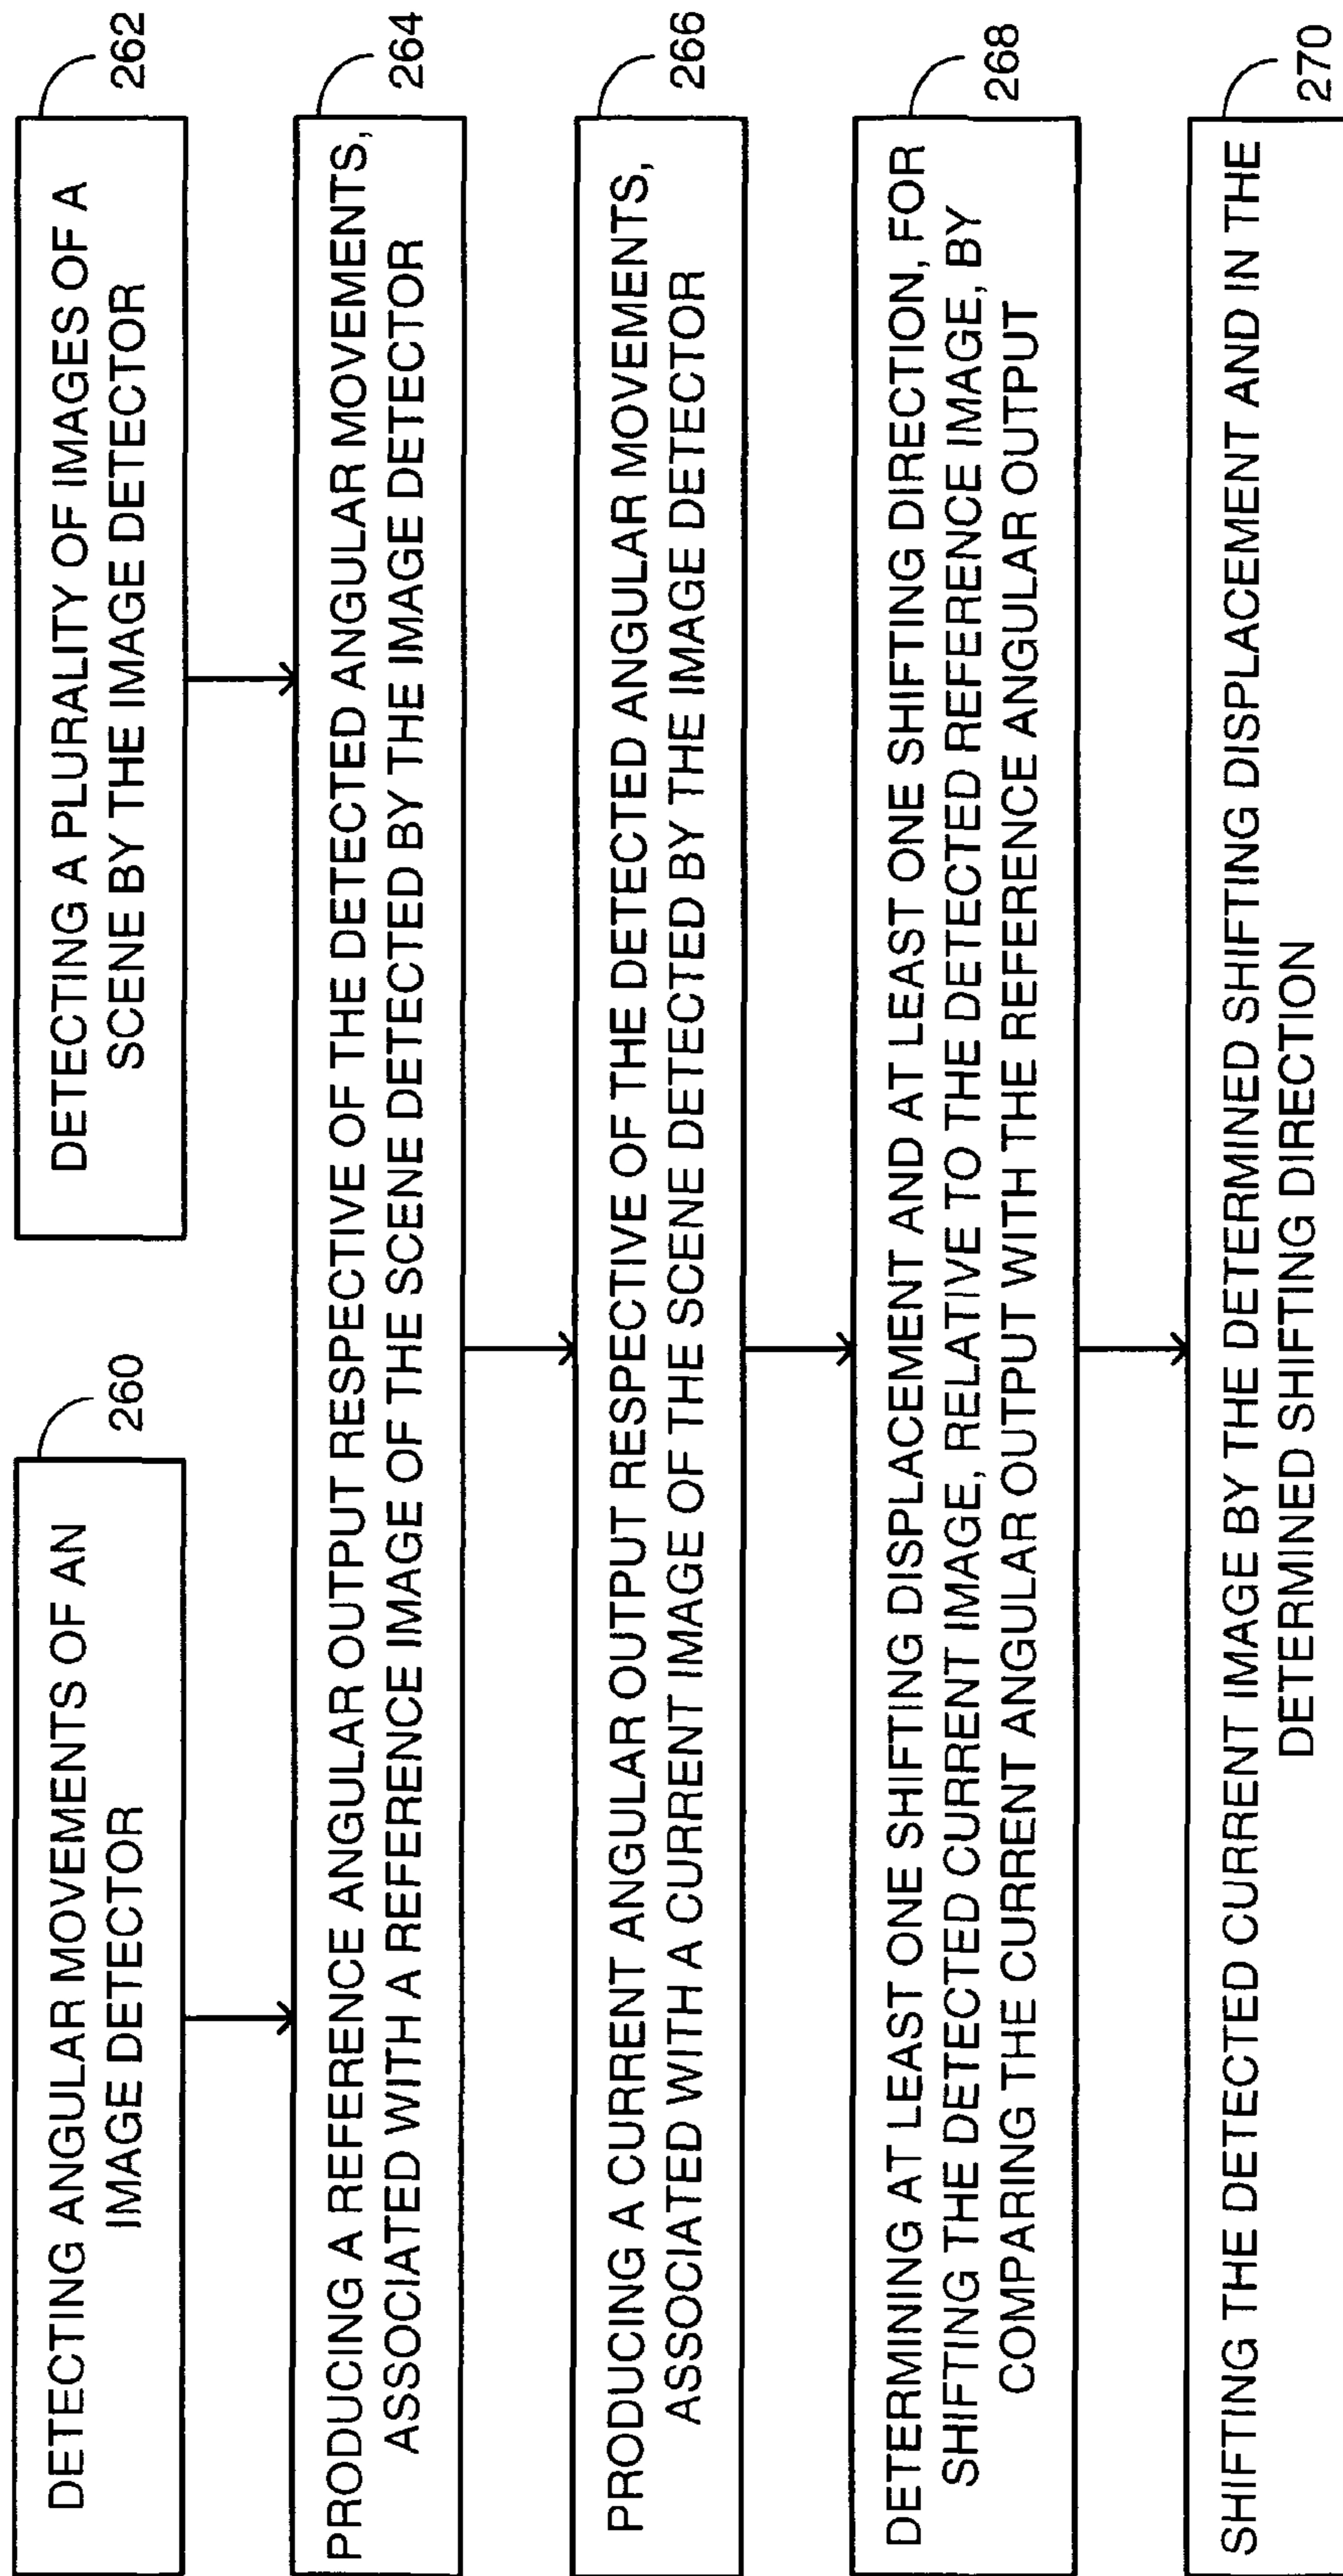 260
DETECTING ANGULAR MOVEMENTS OF AN
IMAGE DETECTOR
262
DETECTING A PLURALITY OF IMAGES OF A
SCENE BY THE IMAGE DETECTOR
264
PRODUCING A REFERENCE ANGULAR OUTPUT RESPECTIVE OF THE DETECTED ANGULAR MOVEMENTS,
ASSOCIATED WITH A REFERENCE IMAGE OF THE SCENE DETECTED BY THE IMAGE DETECTOR
266
PRODUCING A CURRENT ANGULAR OUTPUT RESPECTIVE OF THE DETECTED ANGULAR MOVEMENTS,
ASSOCIATED WITH A CURRENT IMAGE OF THE SCENE DETECTED BY THE IMAGE DETECTOR
268
DETERMINING AT LEAST ONE SHIFTING DISPLACEMENT AND AT LEAST ONE SHIFTING DIRECTION, FOR
SHIFTING THE DETECTED CURRENT IMAGE, RELATIVE TO THE DETECTED REFERENCE IMAGE, BY
COMPARING THE CURRENT ANGULAR OUTPUT WITH THE REFERENCE ANGULAR OUTPUT
270
SHIFTING THE DETECTED CURRENT IMAGE BY THE DETERMINED SHIFTING DISPLACEMENT AND IN THE
DETERMINED SHIFTING DIRECTION